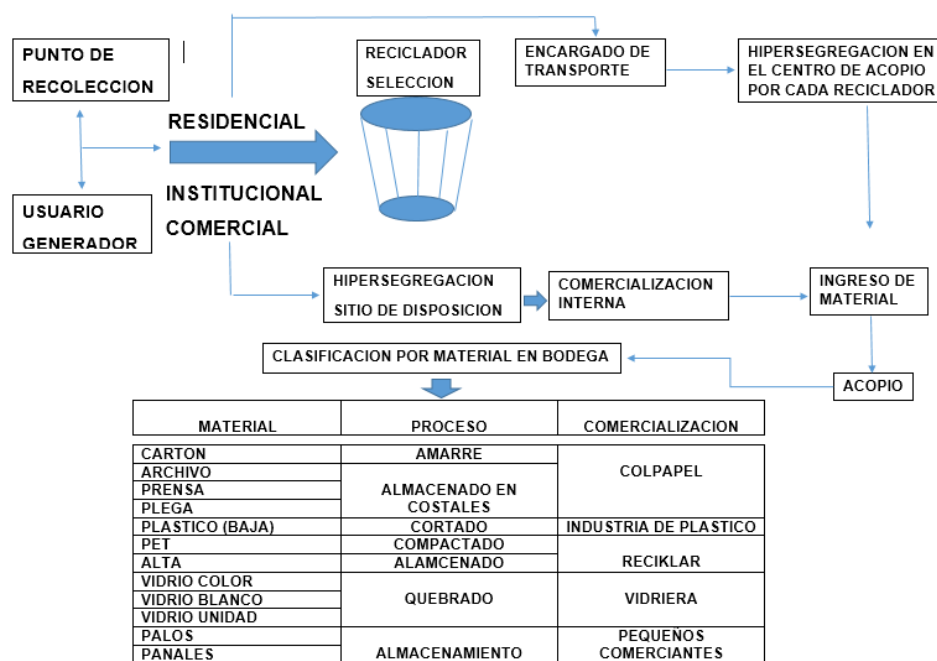 PUNTO DE
RECOLECCION
RECICLADOR
SELECCION
ENCARGADO DE
TRANSPORTE
HIPERSEGREGACION EN
EL CENTRO DE ACOPIO
POR CADA RECICLADOR
RESIDENCIAL
INSTITUCIONAL
COMERCIAL
USUARIO
GENERADOR
HIPERSEGREGACION
SITIO DE DISPOSICION
COMERCIALIZACION
INTERNA
INGRESO DE
MATERIAL
CLASIFICACION POR MATERIAL EN BODEGA
ACOPIO
MATERIAL PROCESO COMERCIALIZACION
CARTON AMARRE
COLPAPEL
ARCHIVO
PRENSA
PLEGA
ALMACENADO EN
COSTALES
PLASTICO (BAJA) CORTADO INDUSTRIA DE PLASTICO
PET COMPACTADO
ALTA ALAMCENADO RECIKLAR
VIDRIO COLOR
VIDRIO BLANCO QUEBRADO VIDRIERA
VIDRIO UNIDAD
PALOS
PANALES
ALMACENAMIENTO
PEQUEÑOS
COMERCIANTES